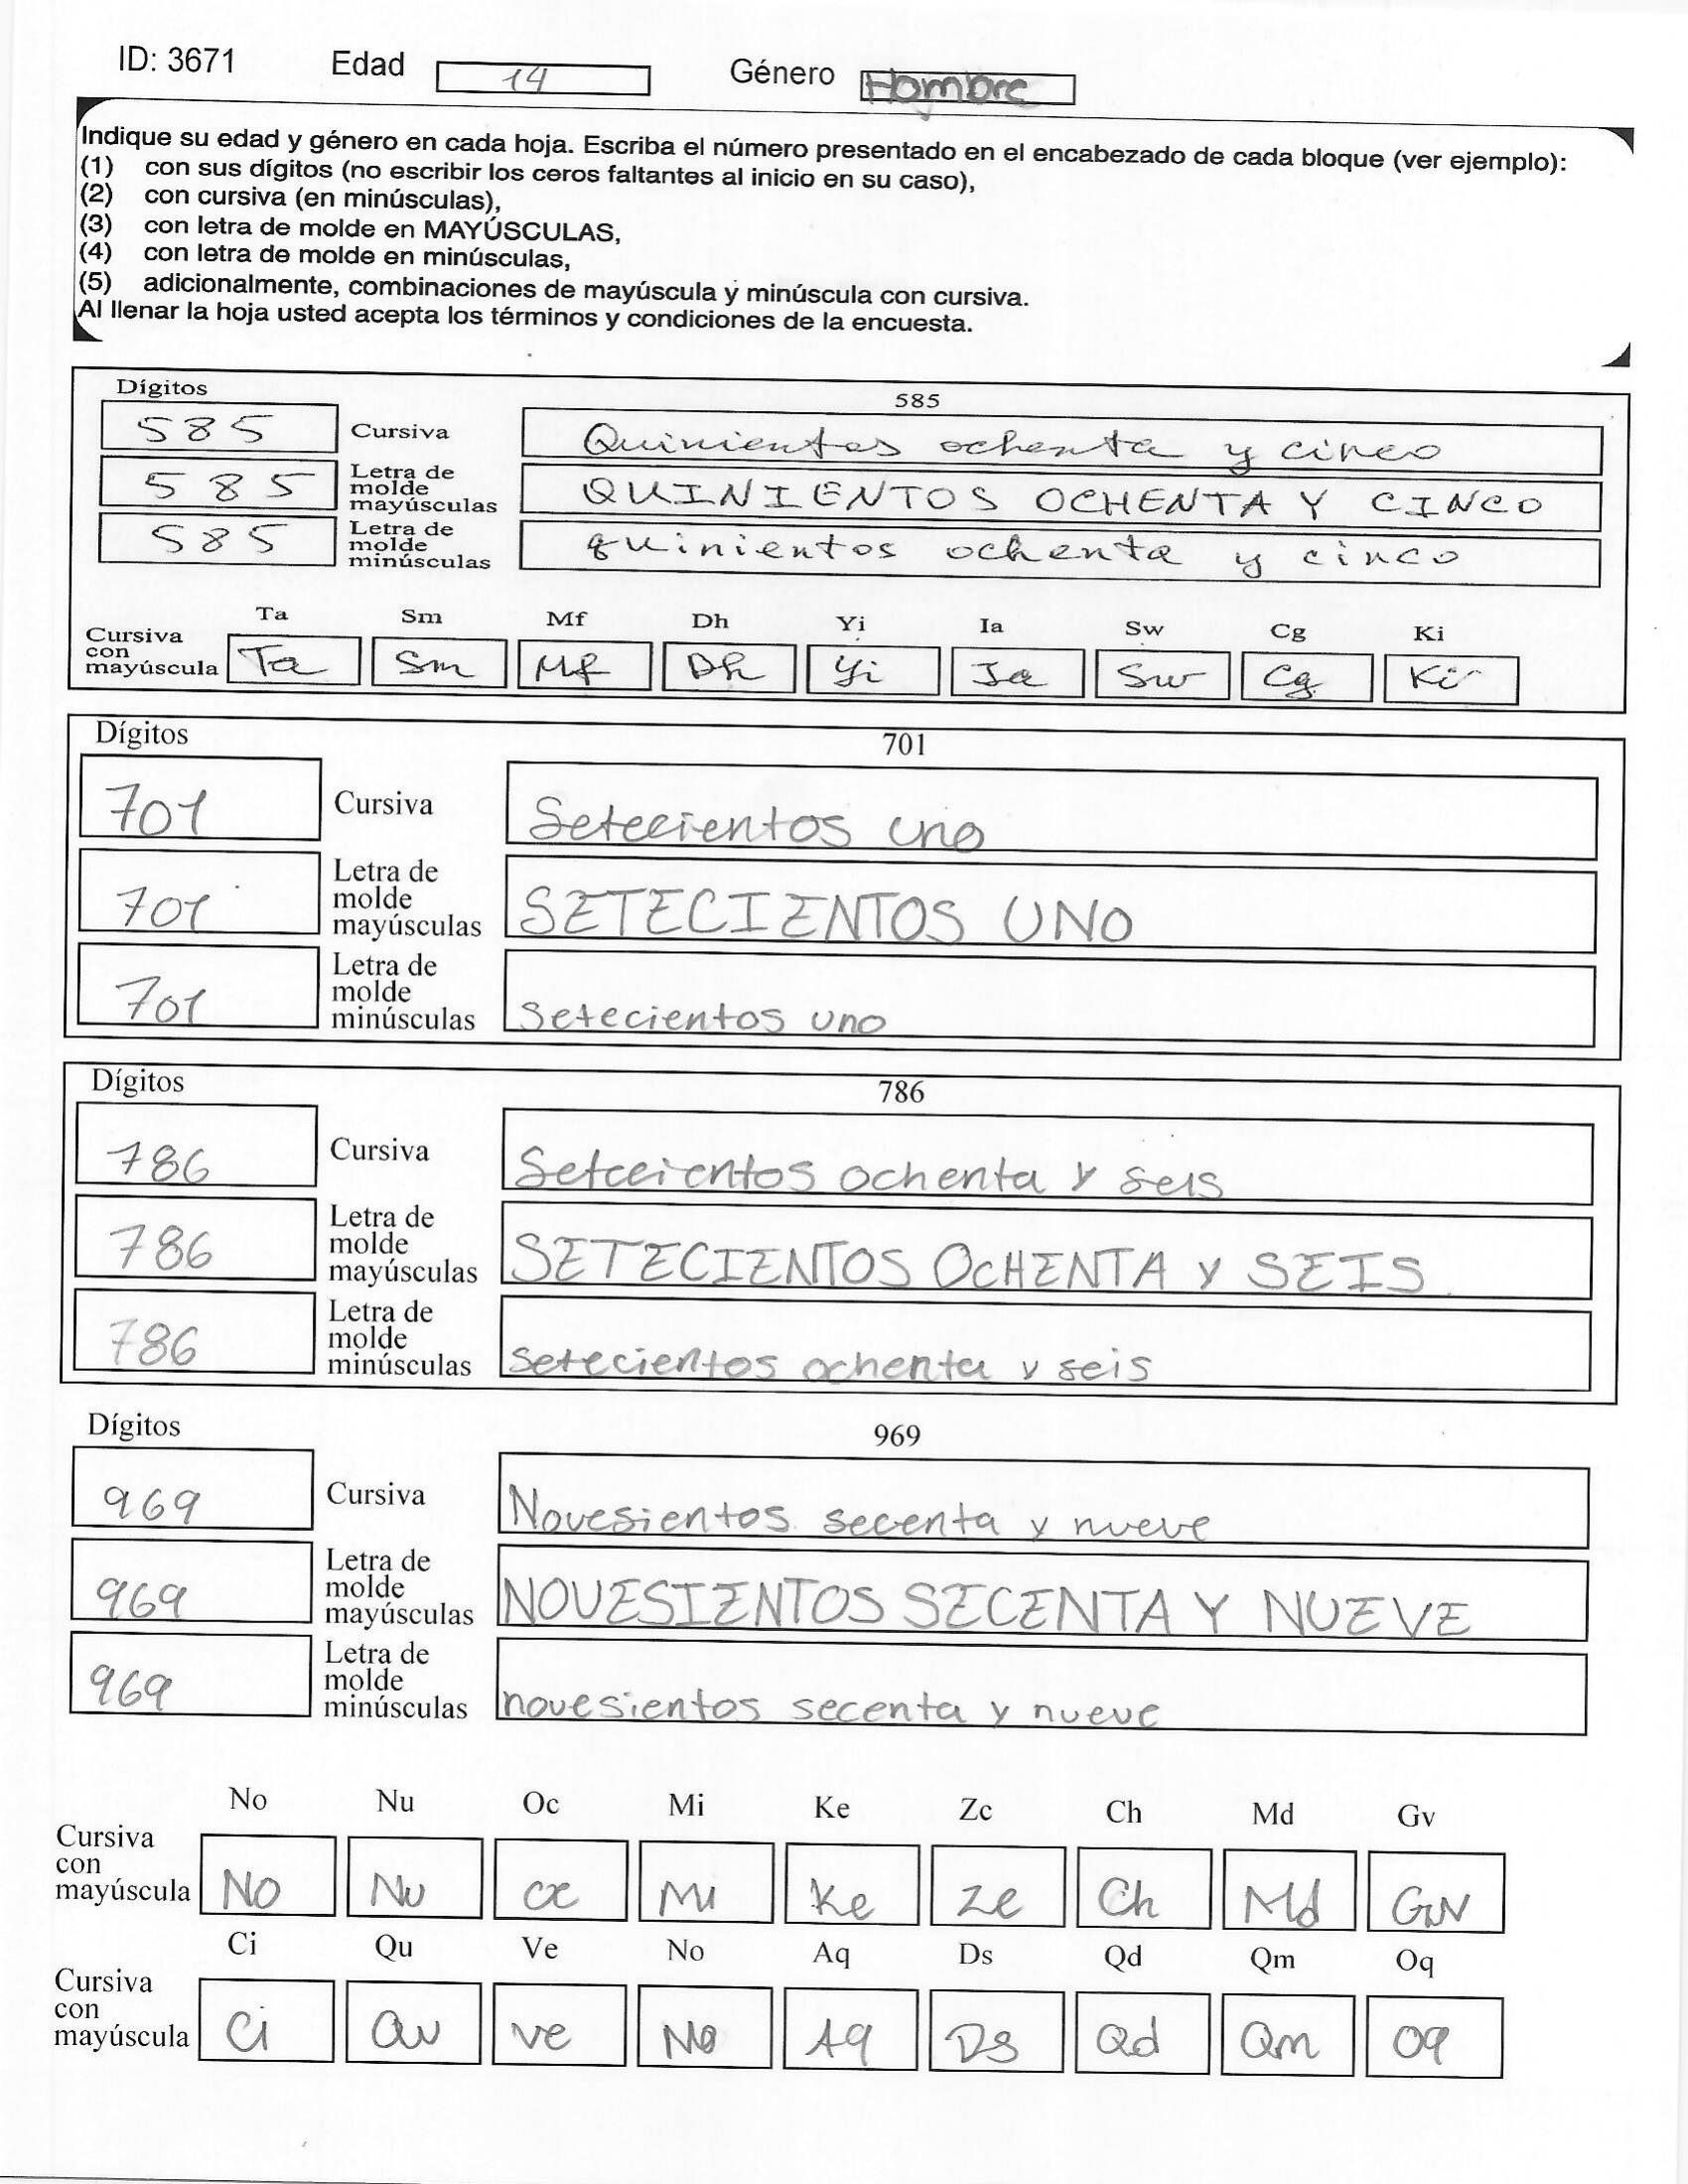 ID: 3671 Edad 14 Género Hombre
Indique su edad y género en cada hoja. Escriba el número presentado en el encabezado de cada bloque (ver ejemplo):
(1) con sus dígitos (no escribir los ceros faltantes al inicio en su caso),
(2) con cursiva (en minúsculas),
(3) con letra de molde en MAYÚSCULAS,
(4) con letra de molde en minúsculas,
(5) adicionalmente, combinaciones de mayúscula y minúscula con cursiva.
Al llenar la hoja usted acepta los términos y condiciones de la encuesta.
Dígitos 585
585 Cursiva Quinientos ochenta y cinco
585 Letra de molde mayúsculas QUINIENTOS OCHENTA Y CINCO
585 Letra de molde minúsculas quinientos ochenta y cinco
Ta Sm Mf Dh Yi Ia Sw Cg Ki
Cursiva con mayúscula Ta Sm Mf Dh Yi Ia Sw Cg Ki
Dígitos 701
701 Cursiva Setecientos uno
701 Letra de molde mayúsculas SETECIENTOS UNO
701 Letra de molde minúsculas setecientos uno
Dígitos 786
786 Cursiva Setecientos ochenta y seis
786 Letra de molde mayúsculas SETECIENTOS OCHENTA Y SEIS
786 Letra de molde minúsculas setecientos ochenta y seis
Dígitos 969
969 Cursiva Novesientos secenta y nueve
969 Letra de molde mayúsculas NOVESIENTOS SECENTA Y NUEVE
969 Letra de molde minúsculas novesientos secenta y nueve
No Nu Oc Mi Ke Zc Ch Md Gv
Cursiva con mayúscula No Nu Oc Mi Ke Ze Ch Md Gv
Ci Qu Ve No Aq Ds Qd Qm Oq
Cursiva con mayúscula Ci Qu Ve No Aq Ds Qd Qm Oq